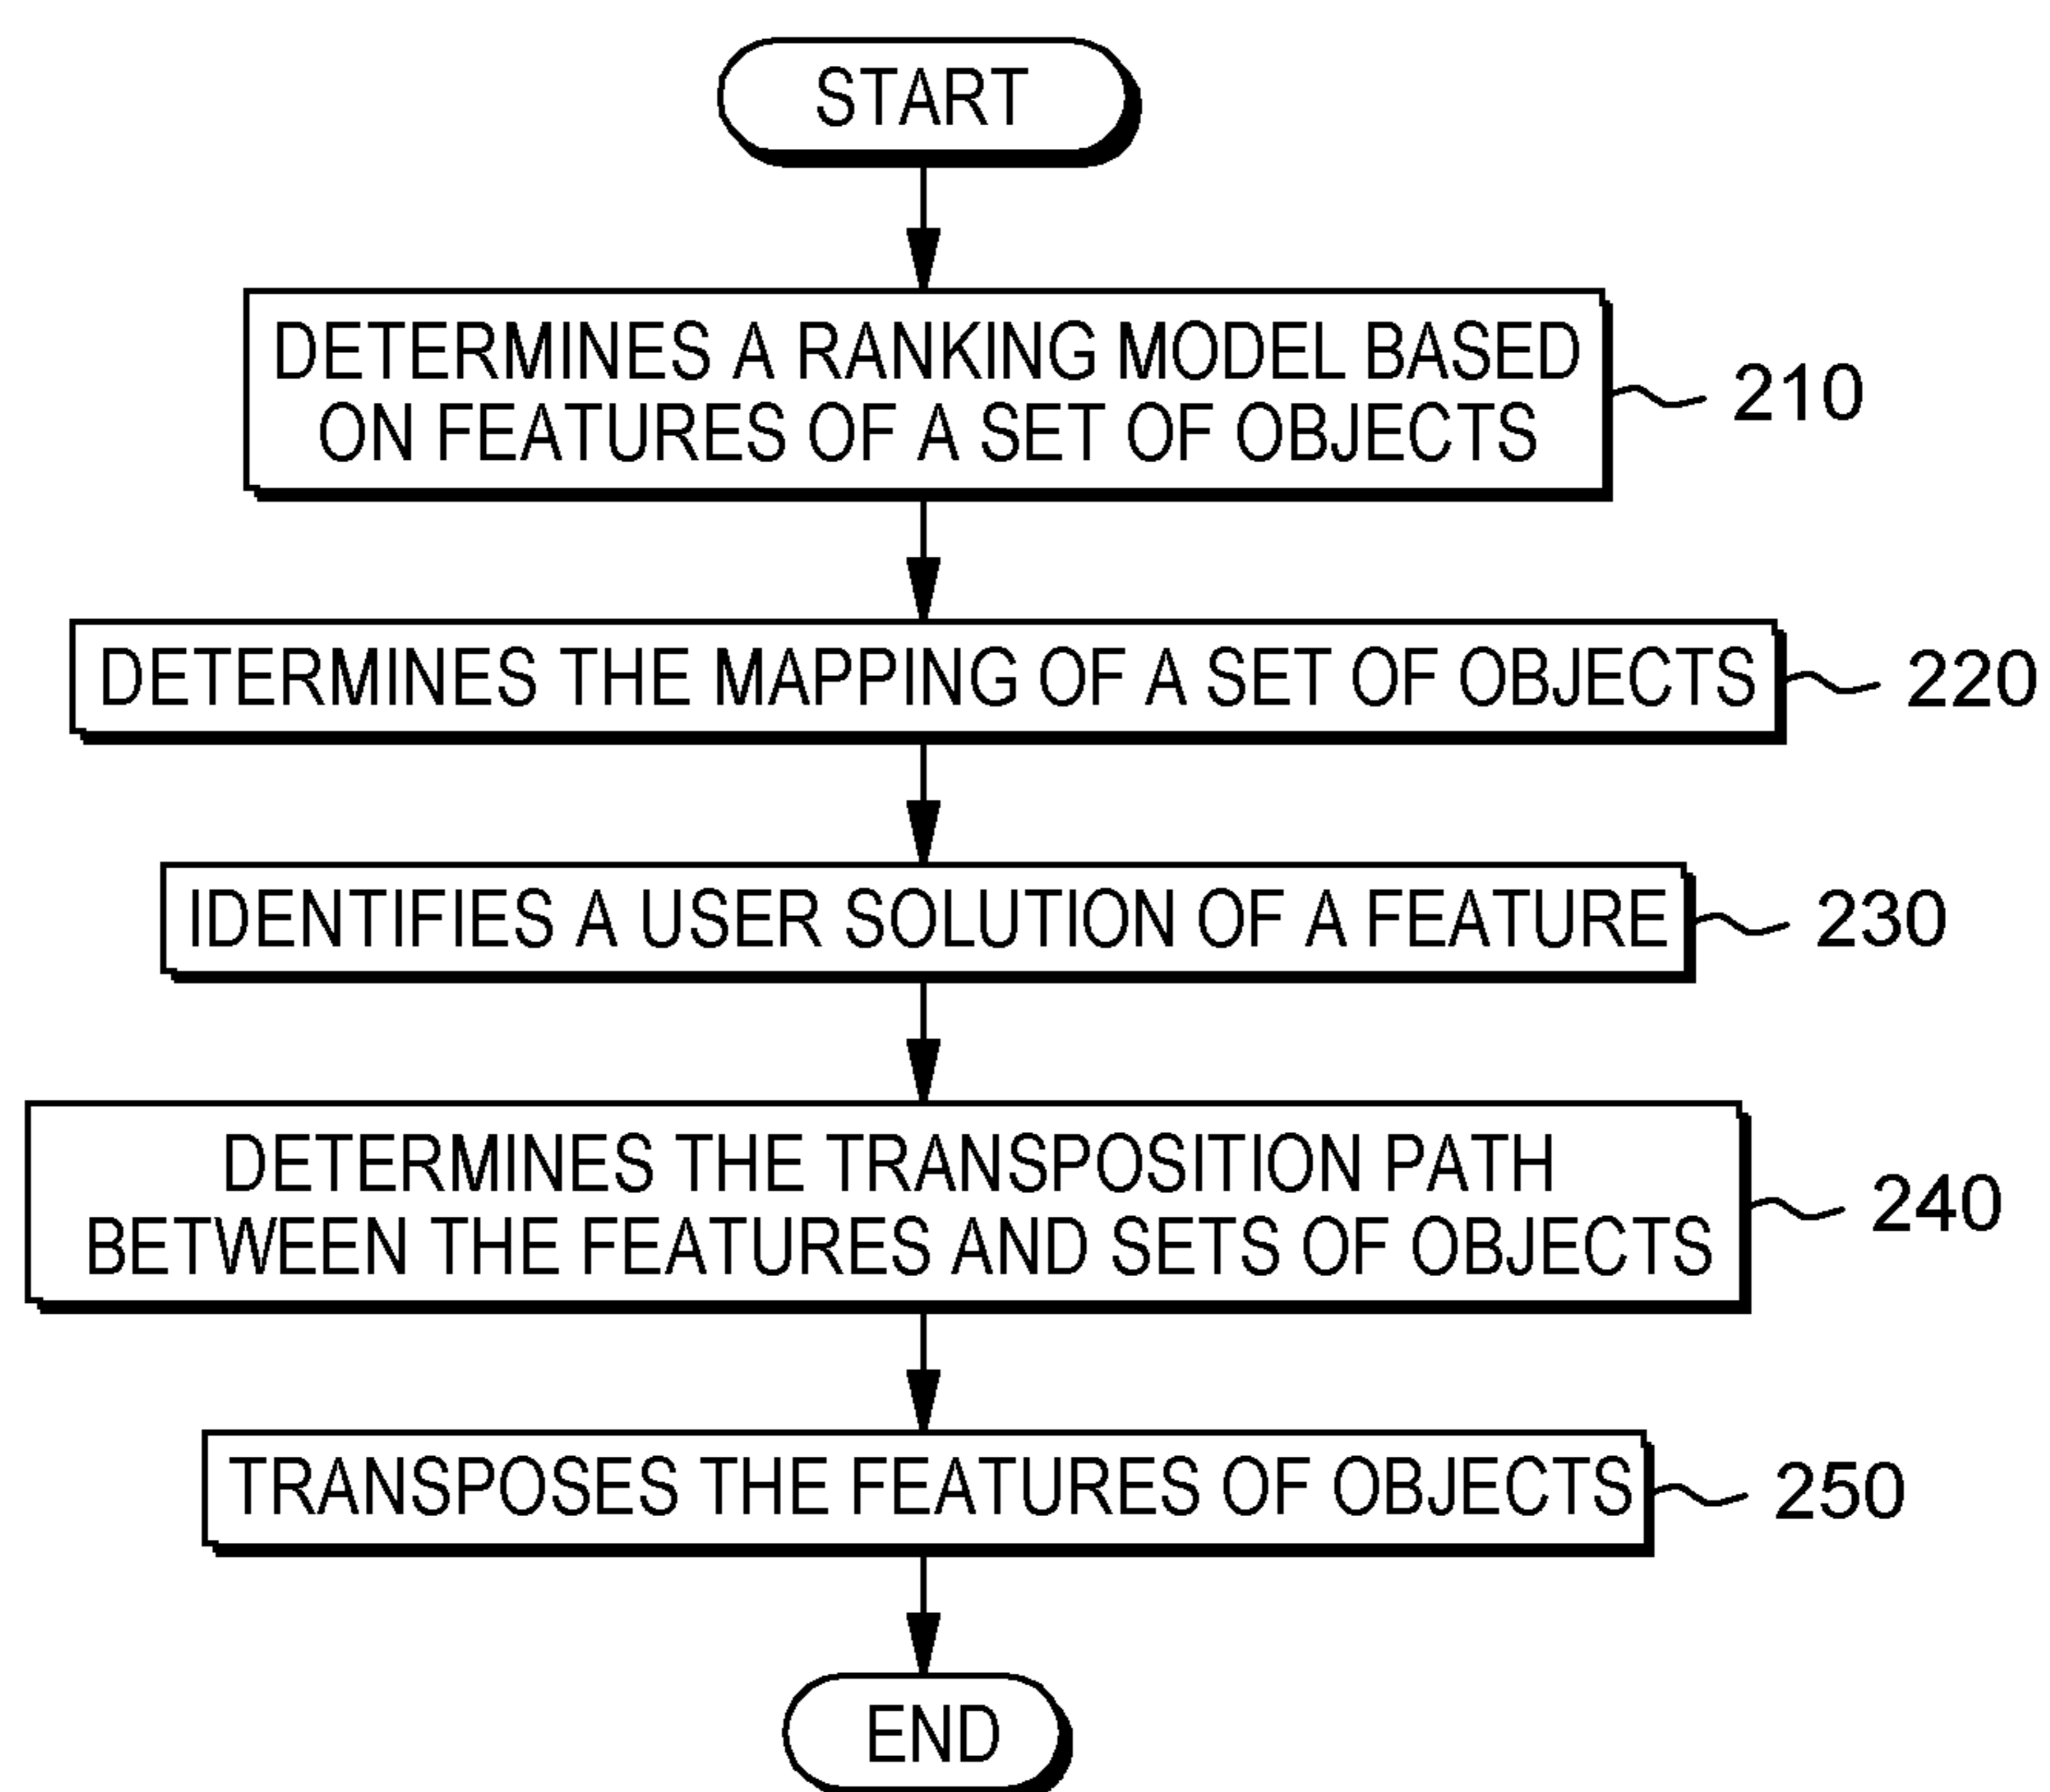 START
DETERMINES A RANKING MODEL BASED
ON FEATURES OF A SET OF OBJECTS
210
DETERMINES THE MAPPING OF A SET OF OBJECTS
220
IDENTIFIES A USER SOLUTION OF A FEATURE
230
DETERMINES THE TRANSPOSITION PATH
BETWEEN THE FEATURES AND SETS OF OBJECTS
240
TRANSPOSES THE FEATURES OF OBJECTS
250
END